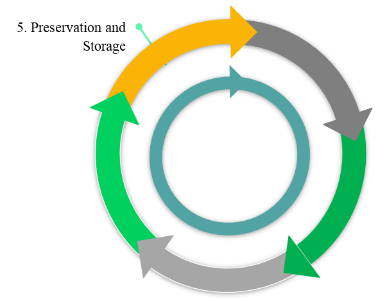 5. Preservation and
Storage